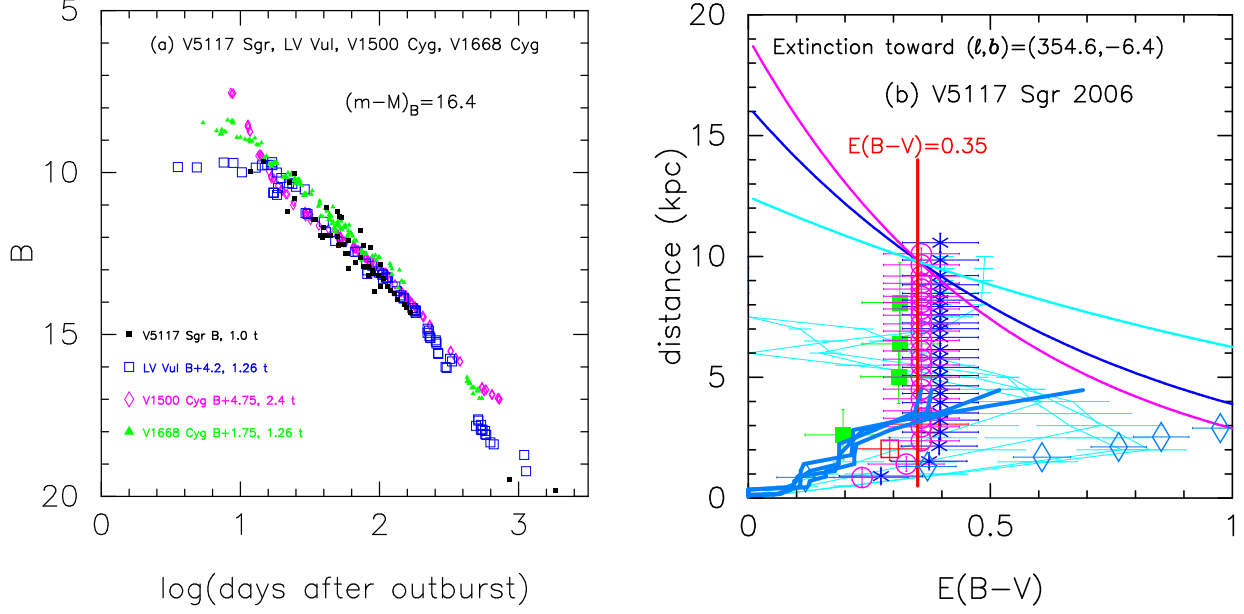 (a) V5117 Sgr, LV Vul, V1500 Cyg, V1668 Cyg
(m−M)B=16.4
V5117 Sgr B, 1.0 t
LV Vul B+4.2, 1.26 t
V1500 Cyg B+4.75, 2.4 t
V1668 Cyg B+1.75, 1.26 t
5
10
15
20
B
0
1
2
3
log(days after outburst)
Extinction toward (l,b)=(354.6,−6.4)
(b) V5117 Sgr 2006
E(B−V)=0.35
20
15
10
5
0
distance (kpc)
0
0.5
1
E(B−V)